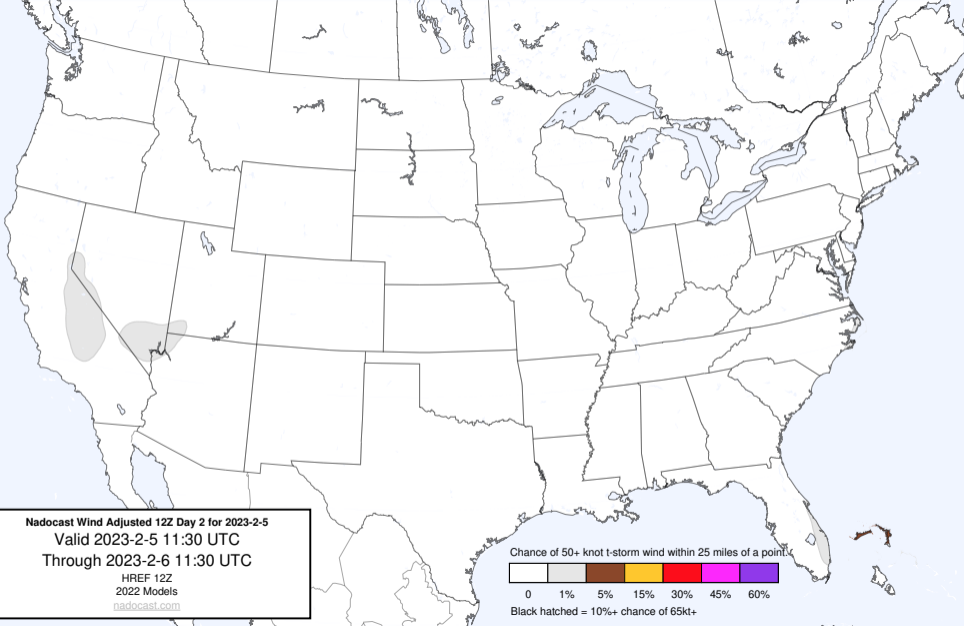 Nadocast Wind Adjusted 12Z Day 2 for 2023-2-5
Valid 2023-2-5 11:30 UTC
Through 2023-2-6 11:30 UTC
HREF 12Z
2022 Models
nadocast.com
Chance of 50+ knot t-storm wind within 25 miles of a point.
0 1% 5% 15% 30% 45% 60%
Black hatched = 10%+ chance of 65kt+